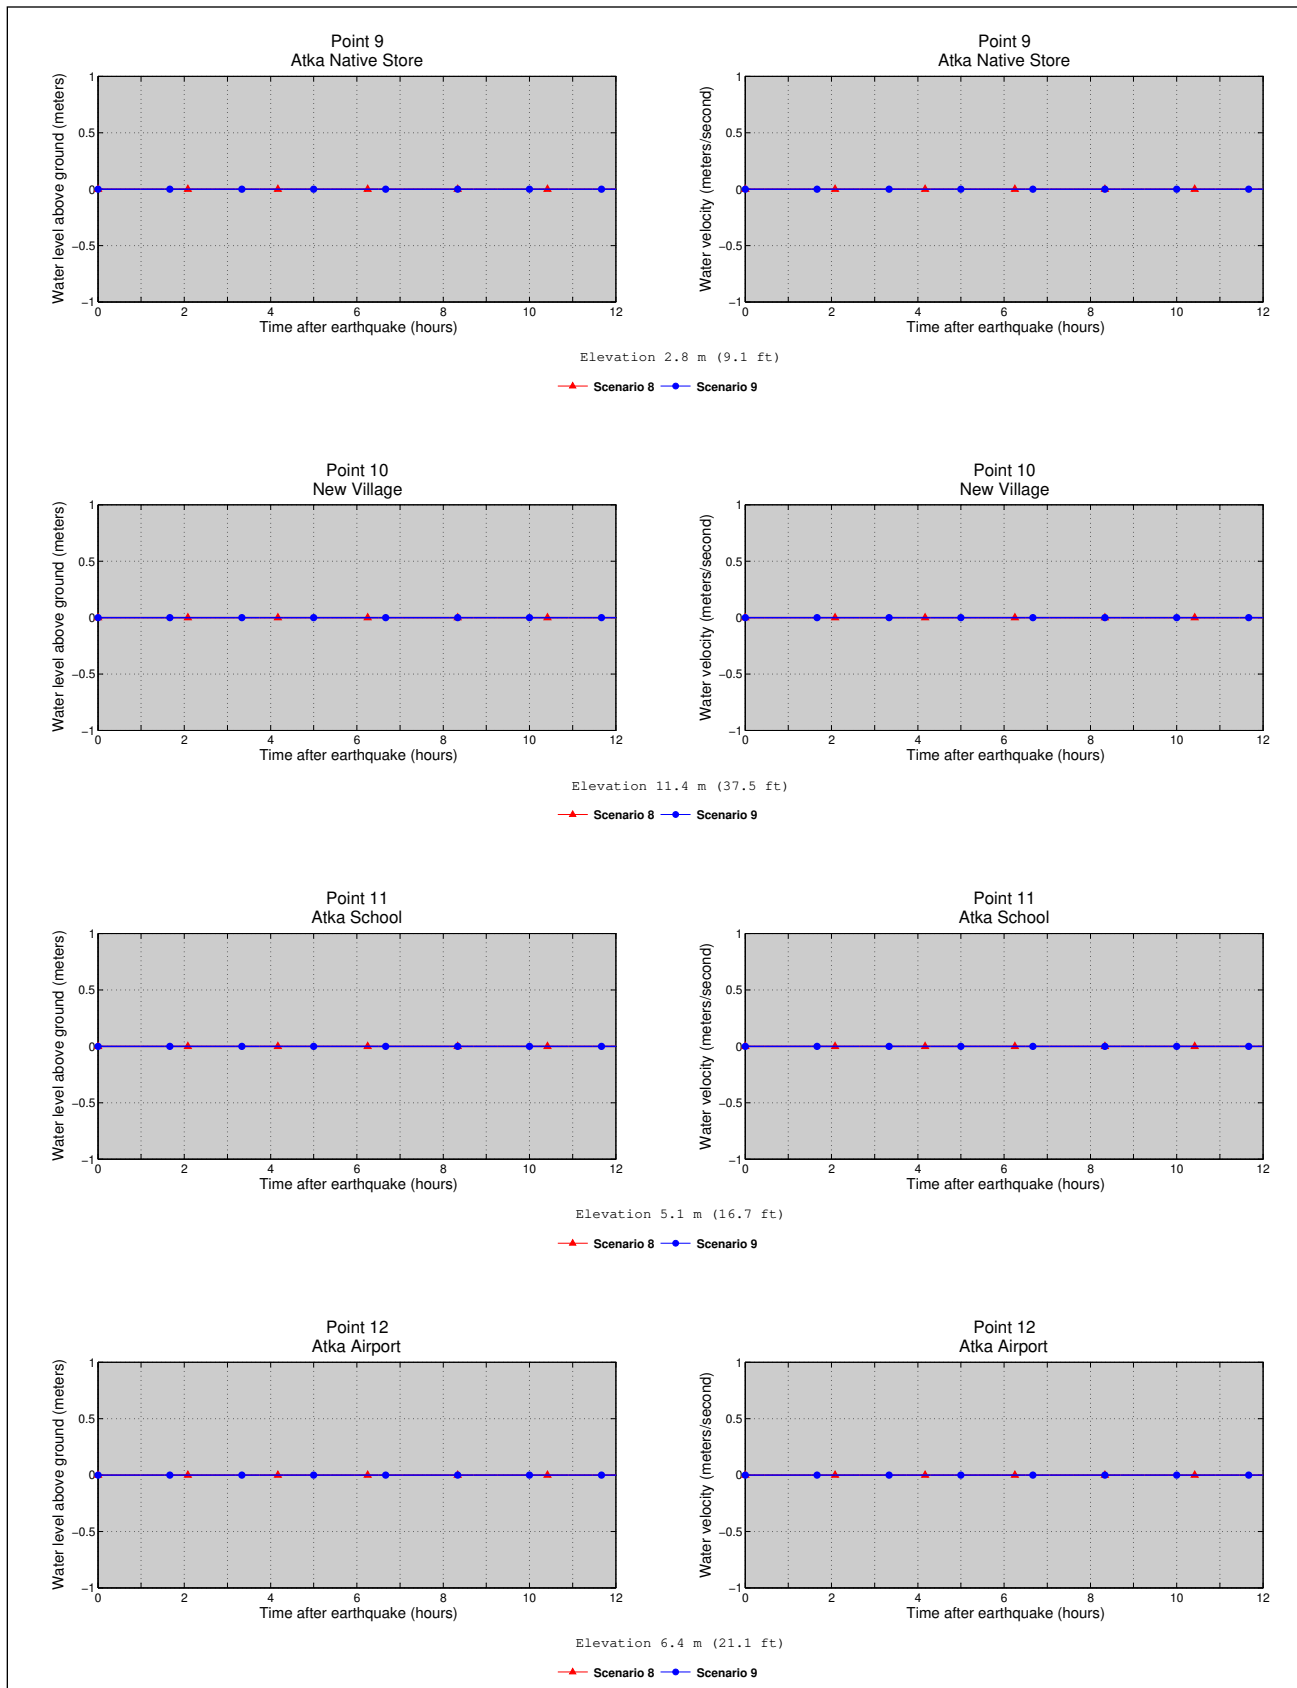 Point 9
Atka Native Store
Water level above ground (meters)
1
0.5
0
−0.5
−1
0 2 4 6 8 10 12
Time after earthquake (hours)
Point 9
Atka Native Store
Water velocity (meters/second)
1
0.5
0
−0.5
−1
0 2 4 6 8 10 12
Time after earthquake (hours)
Elevation 2.8 m (9.1 ft)
Scenario 8 Scenario 9
Point 10
New Village
Water level above ground (meters)
1
0.5
0
−0.5
−1
0 2 4 6 8 10 12
Time after earthquake (hours)
Point 10
New Village
Water velocity (meters/second)
1
0.5
0
−0.5
−1
0 2 4 6 8 10 12
Time after earthquake (hours)
Elevation 11.4 m (37.5 ft)
Scenario 8 Scenario 9
Point 11
Atka School
Water level above ground (meters)
1
0.5
0
−0.5
−1
0 2 4 6 8 10 12
Time after earthquake (hours)
Point 11
Atka School
Water velocity (meters/second)
1
0.5
0
−0.5
−1
0 2 4 6 8 10 12
Time after earthquake (hours)
Elevation 5.1 m (16.7 ft)
Scenario 8 Scenario 9
Point 12
Atka Airport
Water level above ground (meters)
1
0.5
0
−0.5
−1
0 2 4 6 8 10 12
Time after earthquake (hours)
Point 12
Atka Airport
Water velocity (meters/second)
1
0.5
0
−0.5
−1
0 2 4 6 8 10 12
Time after earthquake (hours)
Elevation 6.4 m (21.1 ft)
Scenario 8 Scenario 9